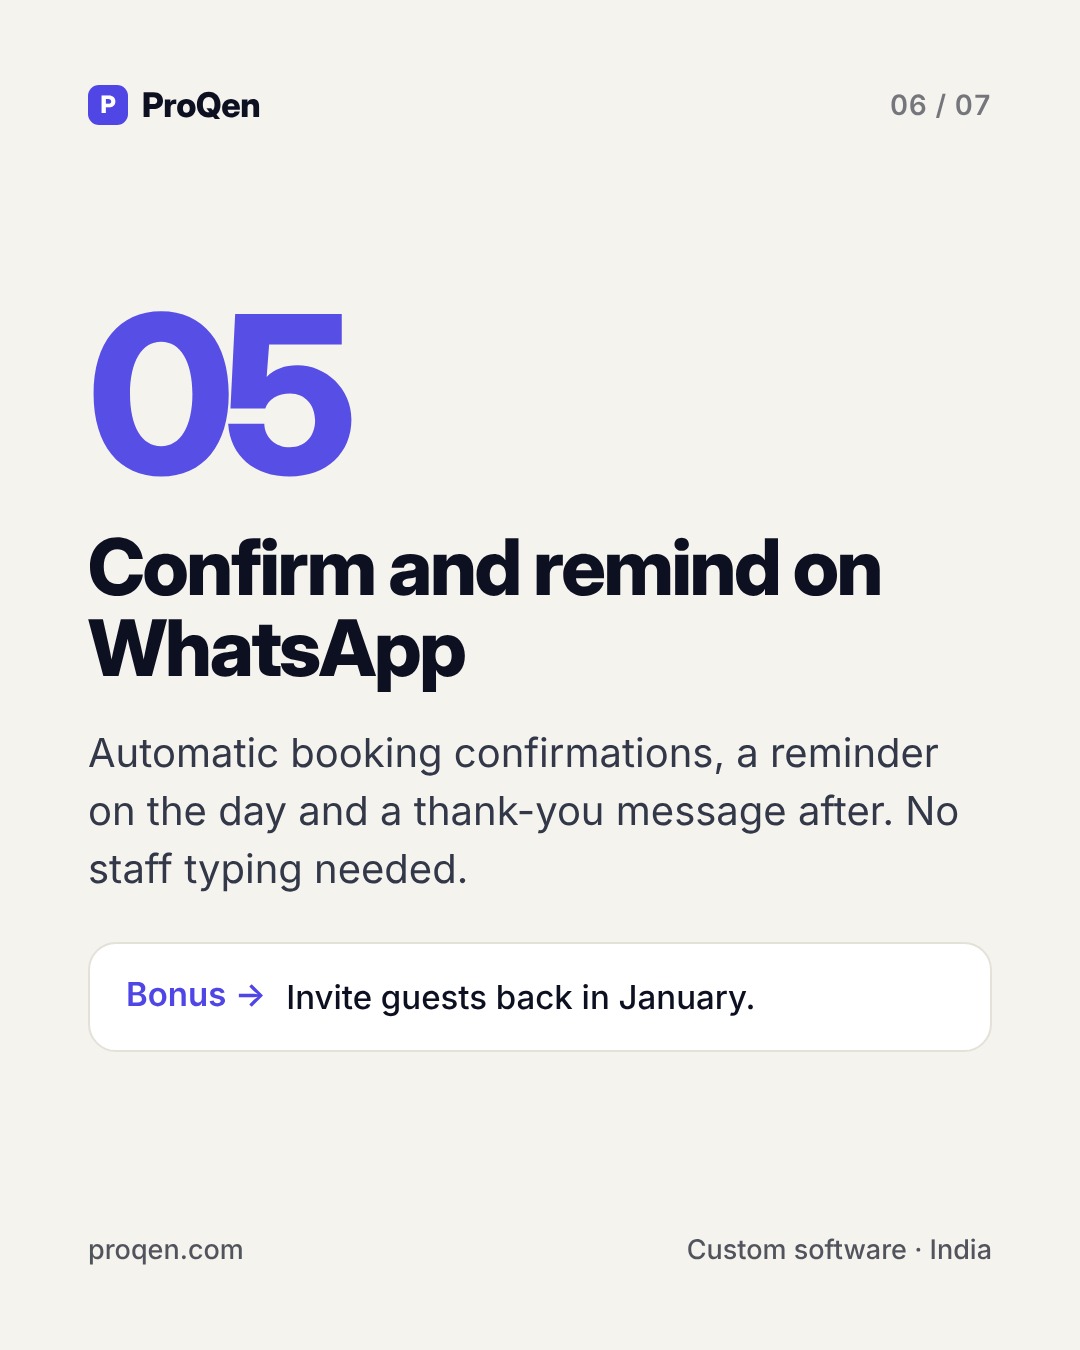 P ProQen
06 / 07
05
Confirm and remind on
WhatsApp
Automatic booking confirmations, a reminder
on the day and a thank-you message after. No
staff typing needed.
Bonus → Invite guests back in January.
proqen.com
Custom software · India